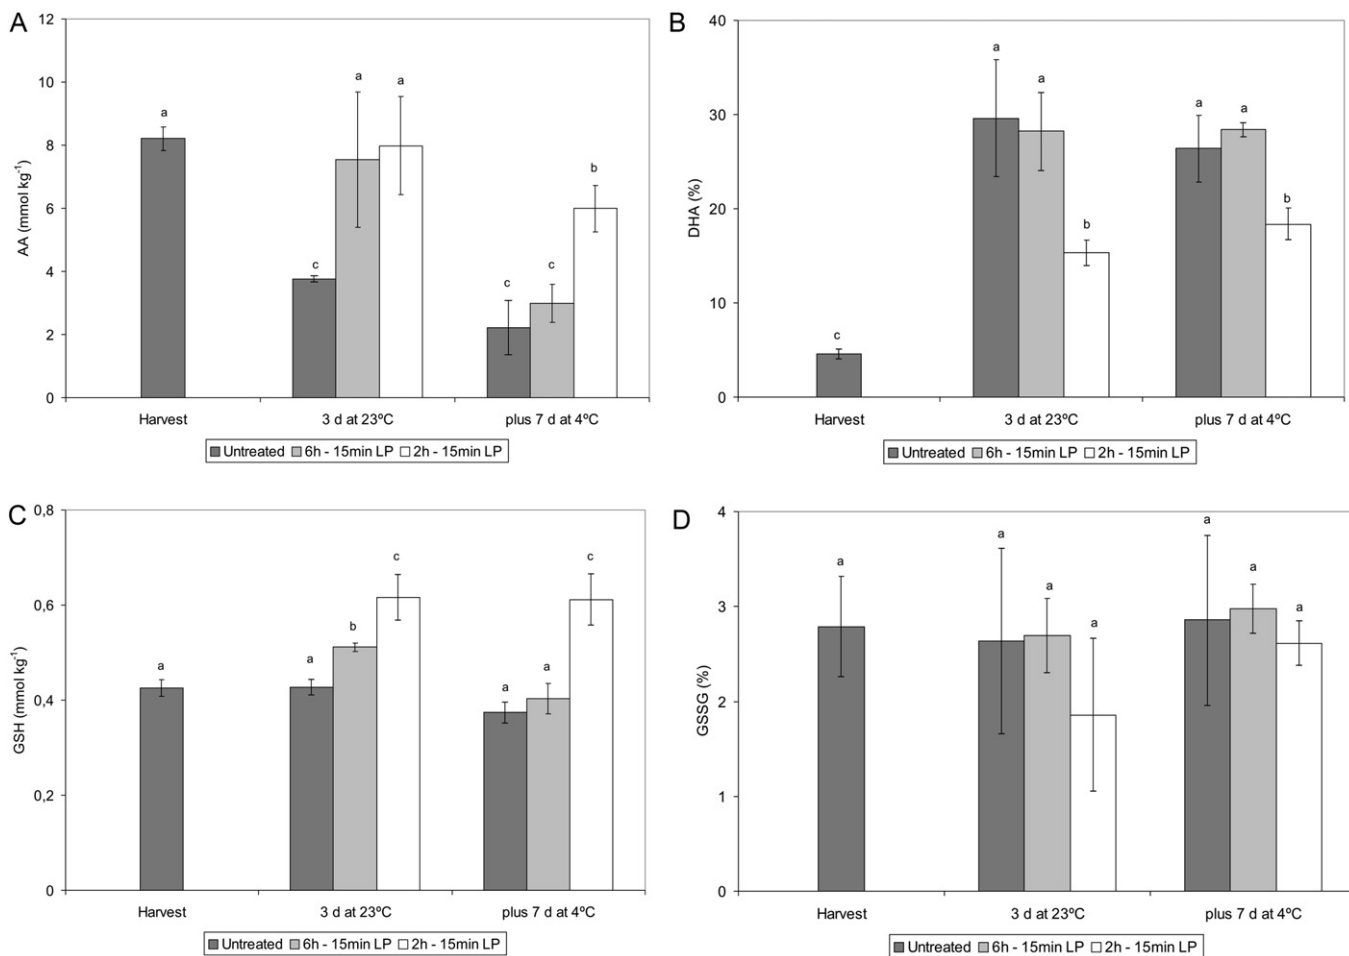 A
12
10
8
6
4
2
0
AA (mmol kg⁻¹)
a
c
a
a
c
c
b
Harvest
3 d at 23ºC
plus 7 d at 4ºC
Untreated 6h - 15min LP 2h - 15min LP
B
40
30
20
10
0
DHA (%)
c
a
a
b
a
a
b
Harvest
3 d at 23ºC
plus 7 d at 4ºC
Untreated 6h - 15min LP 2h - 15min LP
C
0,8
0,6
0,4
0,2
0
GSH (mmol kg⁻¹)
a
a
b
c
a
a
c
Harvest
3 d at 23ºC
plus 7 d at 4ºC
Untreated 6h - 15min LP 2h - 15min LP
D
4
3
2
1
0
GSSG (%)
a
a
a
a
a
a
a
Harvest
3 d at 23ºC
plus 7 d at 4ºC
Untreated 6h - 15min LP 2h - 15min LP